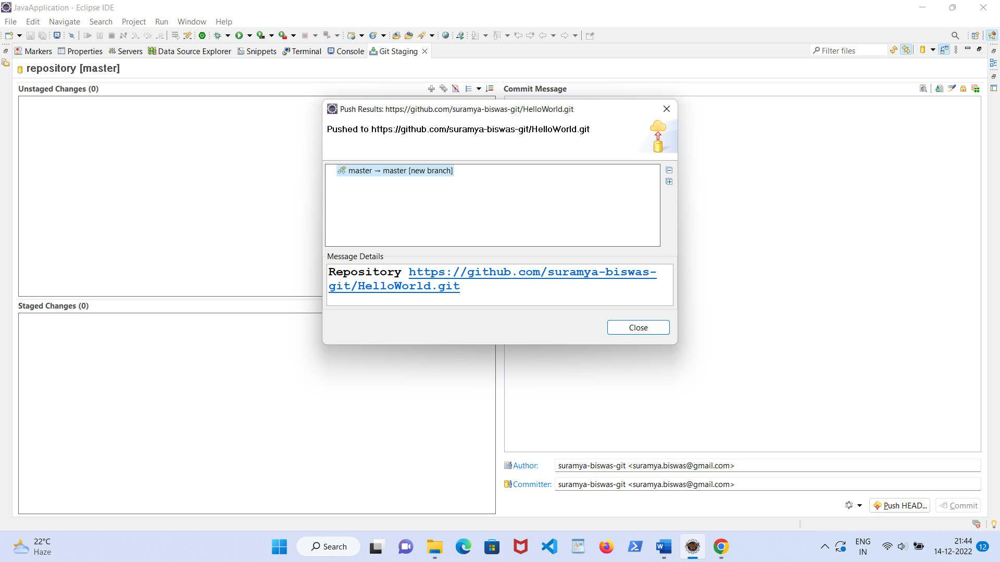 JavaApplication - Eclipse IDE
File Edit Navigate Search Project Run Window Help
Markers Properties Servers Data Source Explorer Snippets Terminal Console Git Staging
Filter files
repository [master]
Unstaged Changes (0)
Commit Message
Push Results: https://github.com/suramya-biswas-git/HelloWorld.git
Pushed to https://github.com/suramya-biswas-git/HelloWorld.git
master → master [new branch]
Message Details
Repository https://github.com/suramya-biswas-
git/HelloWorld.git
Close
Staged Changes (0)
Author: suramya-biswas-git <suramya.biswas@gmail.com>
Committer: suramya-biswas-git <suramya.biswas@gmail.com>
Push HEAD... Commit
22°C
Haze
Search
ENG
IN
21:44
14-12-2022
12